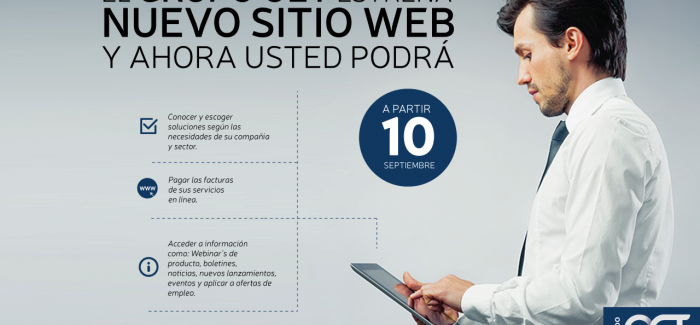 NUEVO SITIO WEB
Y AHORA USTED PODRÁ
A PARTIR
10
SEPTIEMBRE
Conocer y escoger
soluciones según las
necesidades de su compañia
y sector.
www
Pagar las facturas
de sus servicios
en línea.
Acceder a información
como: Webinar´s de
producto, boletines,
noticias, nuevos lanzamientos,
eventos y aplicar a ofertas de
empleo.